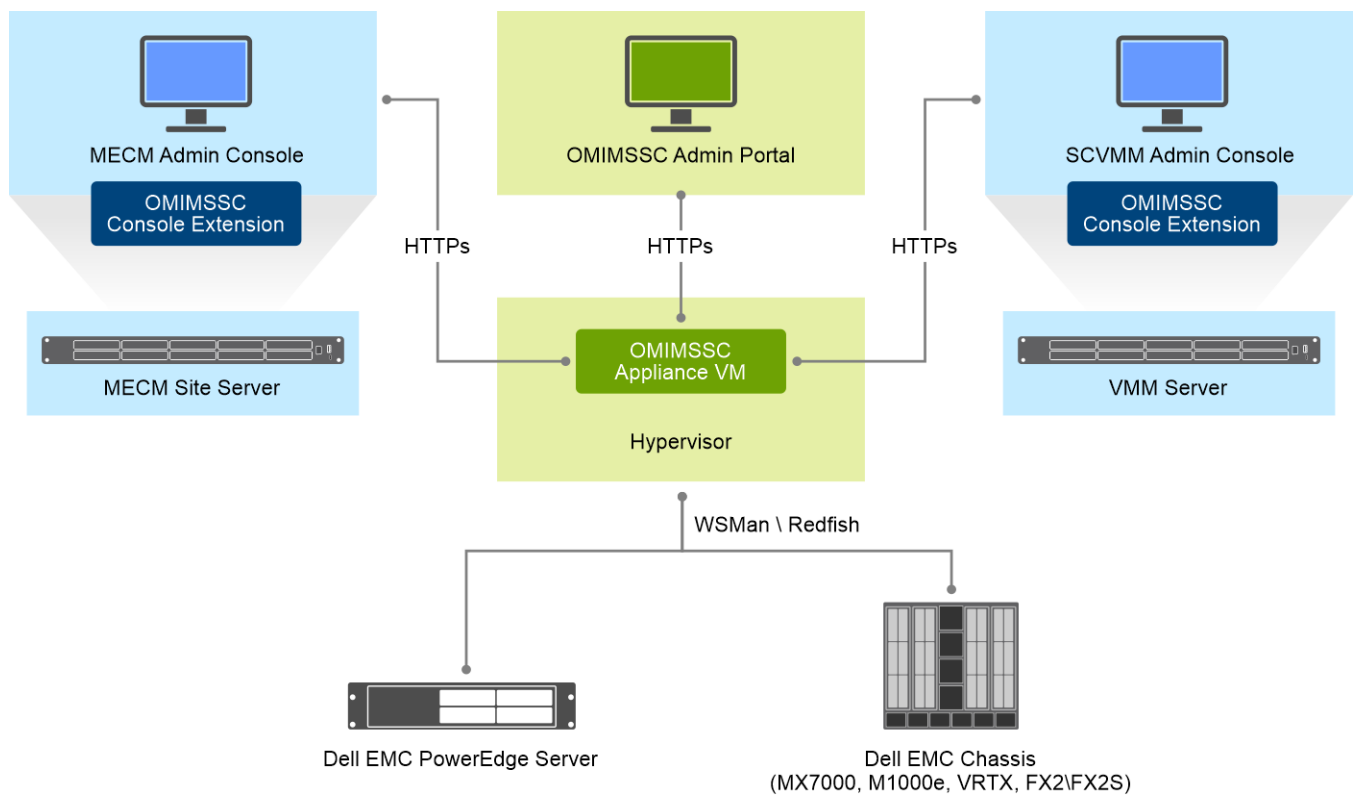 MECM Admin Console
OMIMSSC Admin Portal
SCVMM Admin Console
OMIMSSC
Console Extension
OMIMSSC
Console Extension
HTTPs
HTTPs
HTTPs
OMIMSSC
Appliance VM
MECM Site Server
VMM Server
Hypervisor
WSMan \ Redfish
Dell EMC PowerEdge Server
Dell EMC Chassis
(MX7000, M1000e, VRTX, FX2\FX2S)